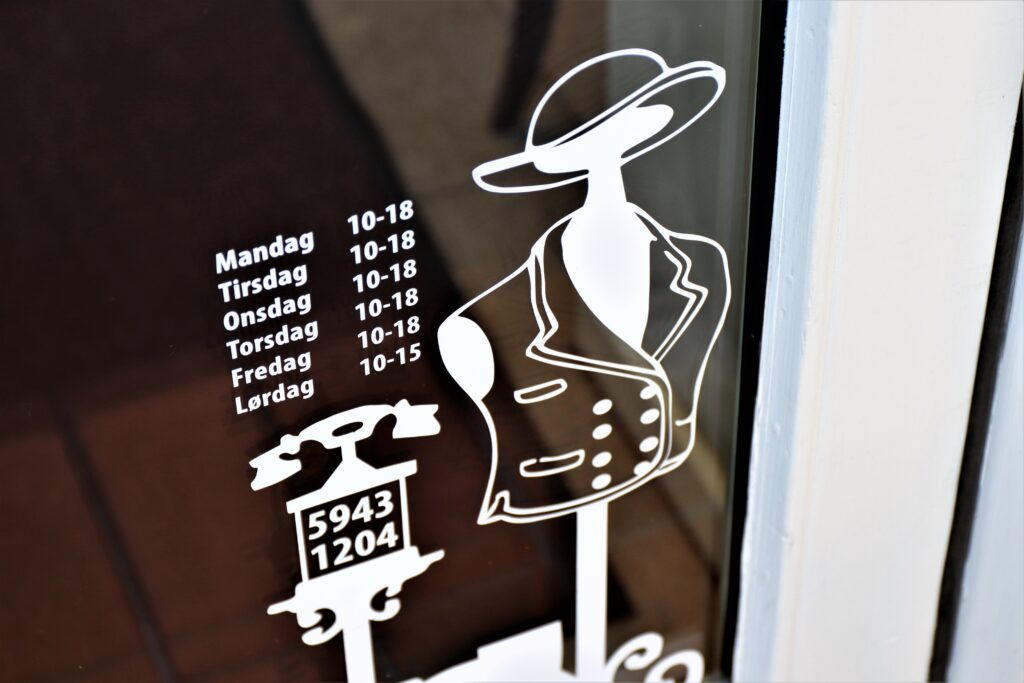 Mandag 10-18
Tirsdag 10-18
Onsdag 10-18
Torsdag 10-18
Fredag 10-18
Lørdag 10-15
5943
1204